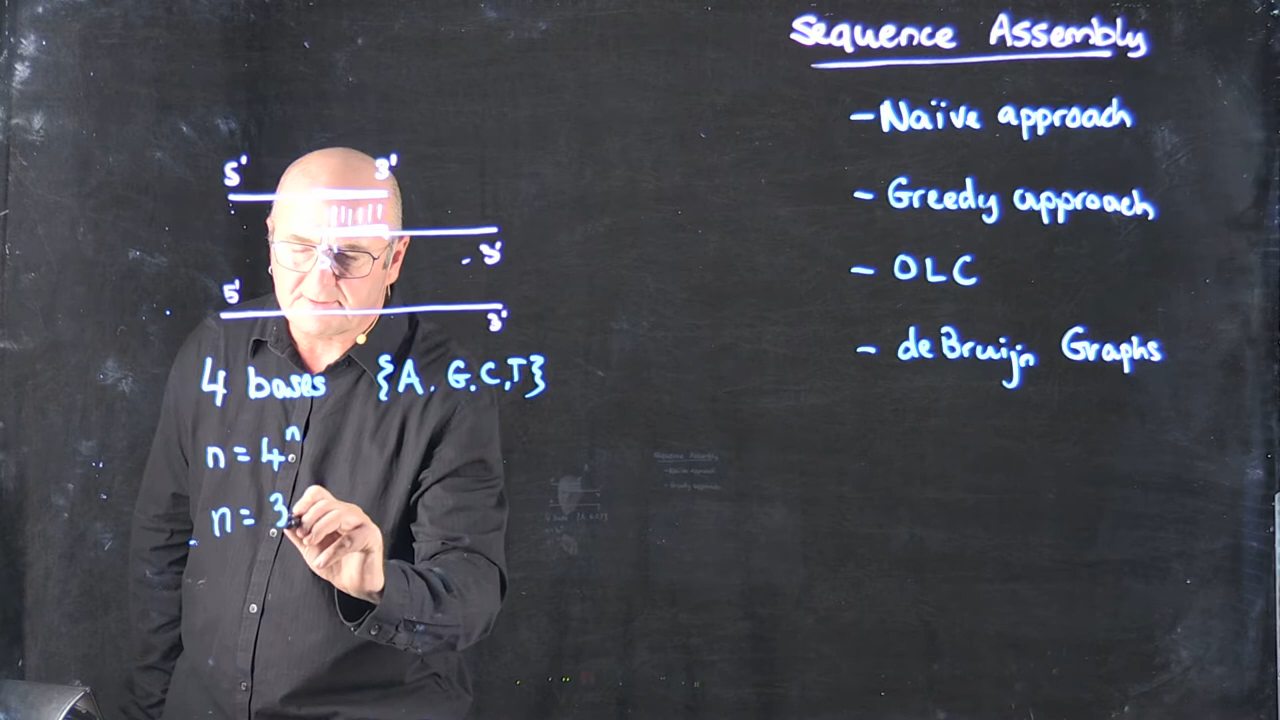 Sequence Assembly
- Naïve approach
- Greedy approach
- OLC
- deBruijn Graphs
5' 3'
3'
5'
3'
4 bases {A, G, C, T}
n = 4ⁿ
n = 3